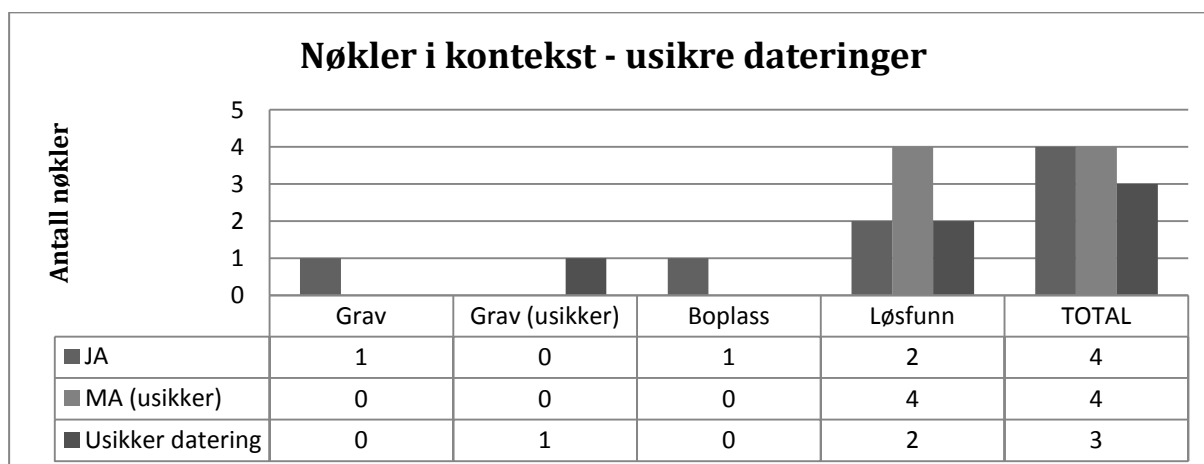 Nøkler i kontekst - usikre dateringer
Antall nøkler
5
4
3
2
1
0
Grav Grav (usikker) Boplass Løsfunn TOTAL
JA 1 0 1 2 4
MA (usikker) 0 0 0 4 4
Usikker datering 0 1 0 2 3